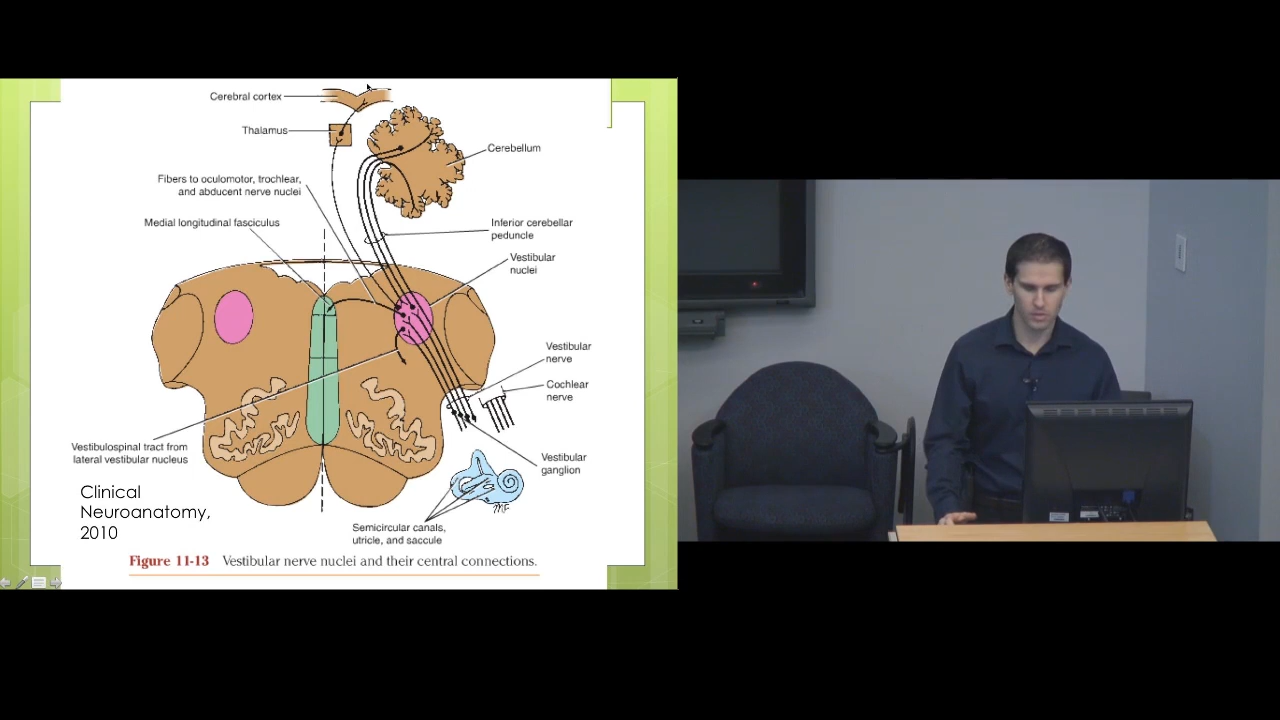 Cerebral cortex
Thalamus
Cerebellum
Fibers to oculomotor, trochlear,
and abducent nerve nuclei
Medial longitudinal fasciculus
Inferior cerebellar
peduncle
Vestibular
nuclei
Vestibular
nerve
Cochlear
nerve
Vestibulospinal tract from
lateral vestibular nucleus
Vestibular
ganglion
Clinical
Neuroanatomy,
2010
MF
Semicircular canals,
utricle, and saccule
Figure 11-13 Vestibular nerve nuclei and their central connections.